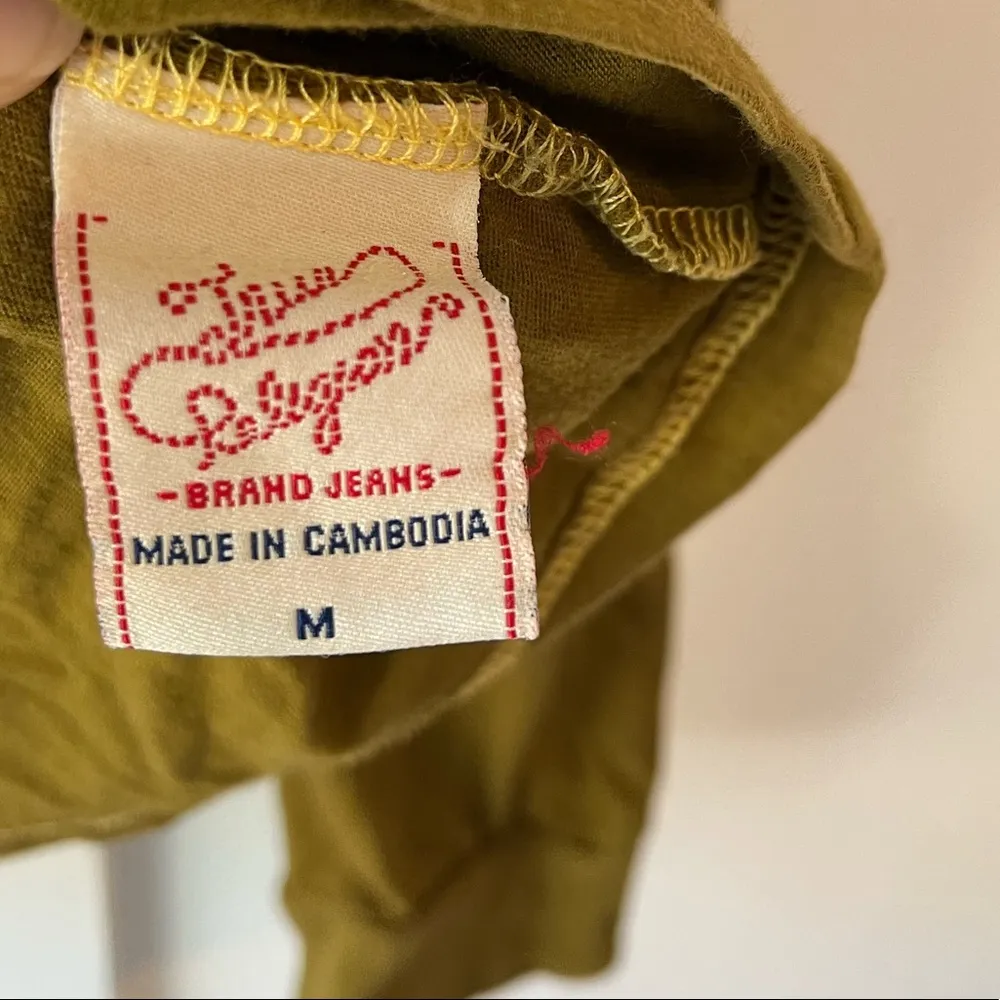 True
Religion
-BRAND JEANS-
MADE IN CAMBODIA
M